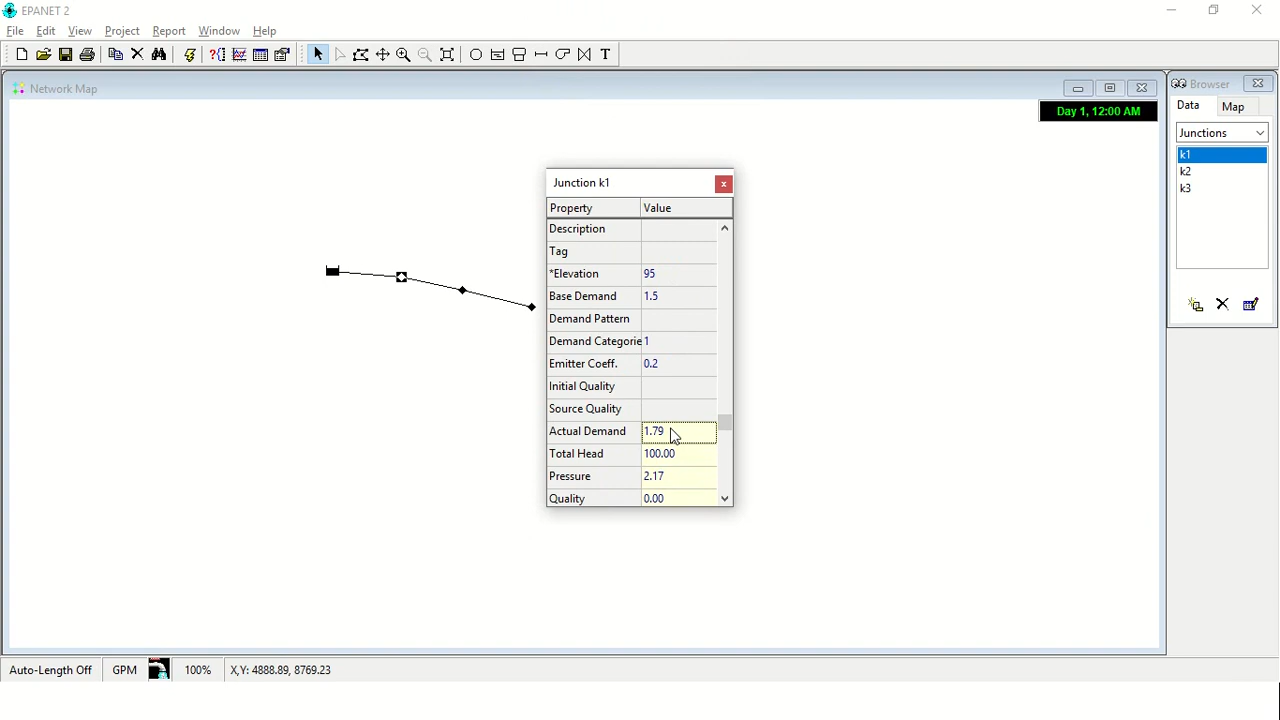 EPANET 2
File Edit View Project Report Window Help
Network Map
Day 1, 12:00 AM
Browser
Data Map
Junctions
k1
k2
k3
Junction k1
Property Value
Description
Tag
*Elevation 95
Base Demand 1.5
Demand Pattern
Demand Categorie 1
Emitter Coeff. 0.2
Initial Quality
Source Quality
Actual Demand 1.79
Total Head 100.00
Pressure 2.17
Quality 0.00
Auto-Length Off GPM 100% X,Y: 4888.89, 8769.23